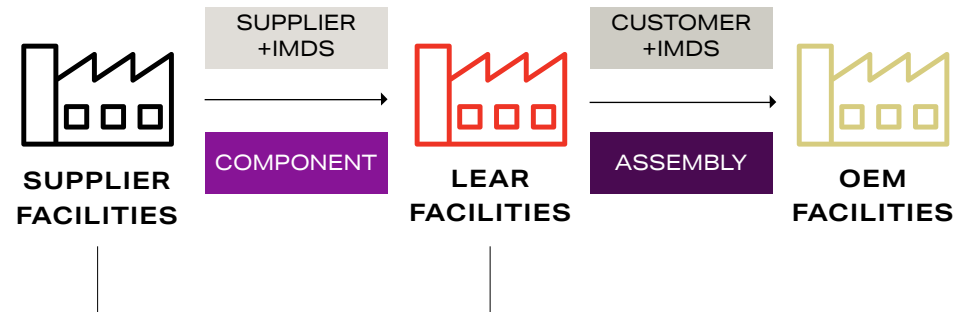 SUPPLIER
+IMDS
CUSTOMER
+IMDS
COMPONENT
ASSEMBLY
SUPPLIER
FACILITIES
LEAR
FACILITIES
OEM
FACILITIES